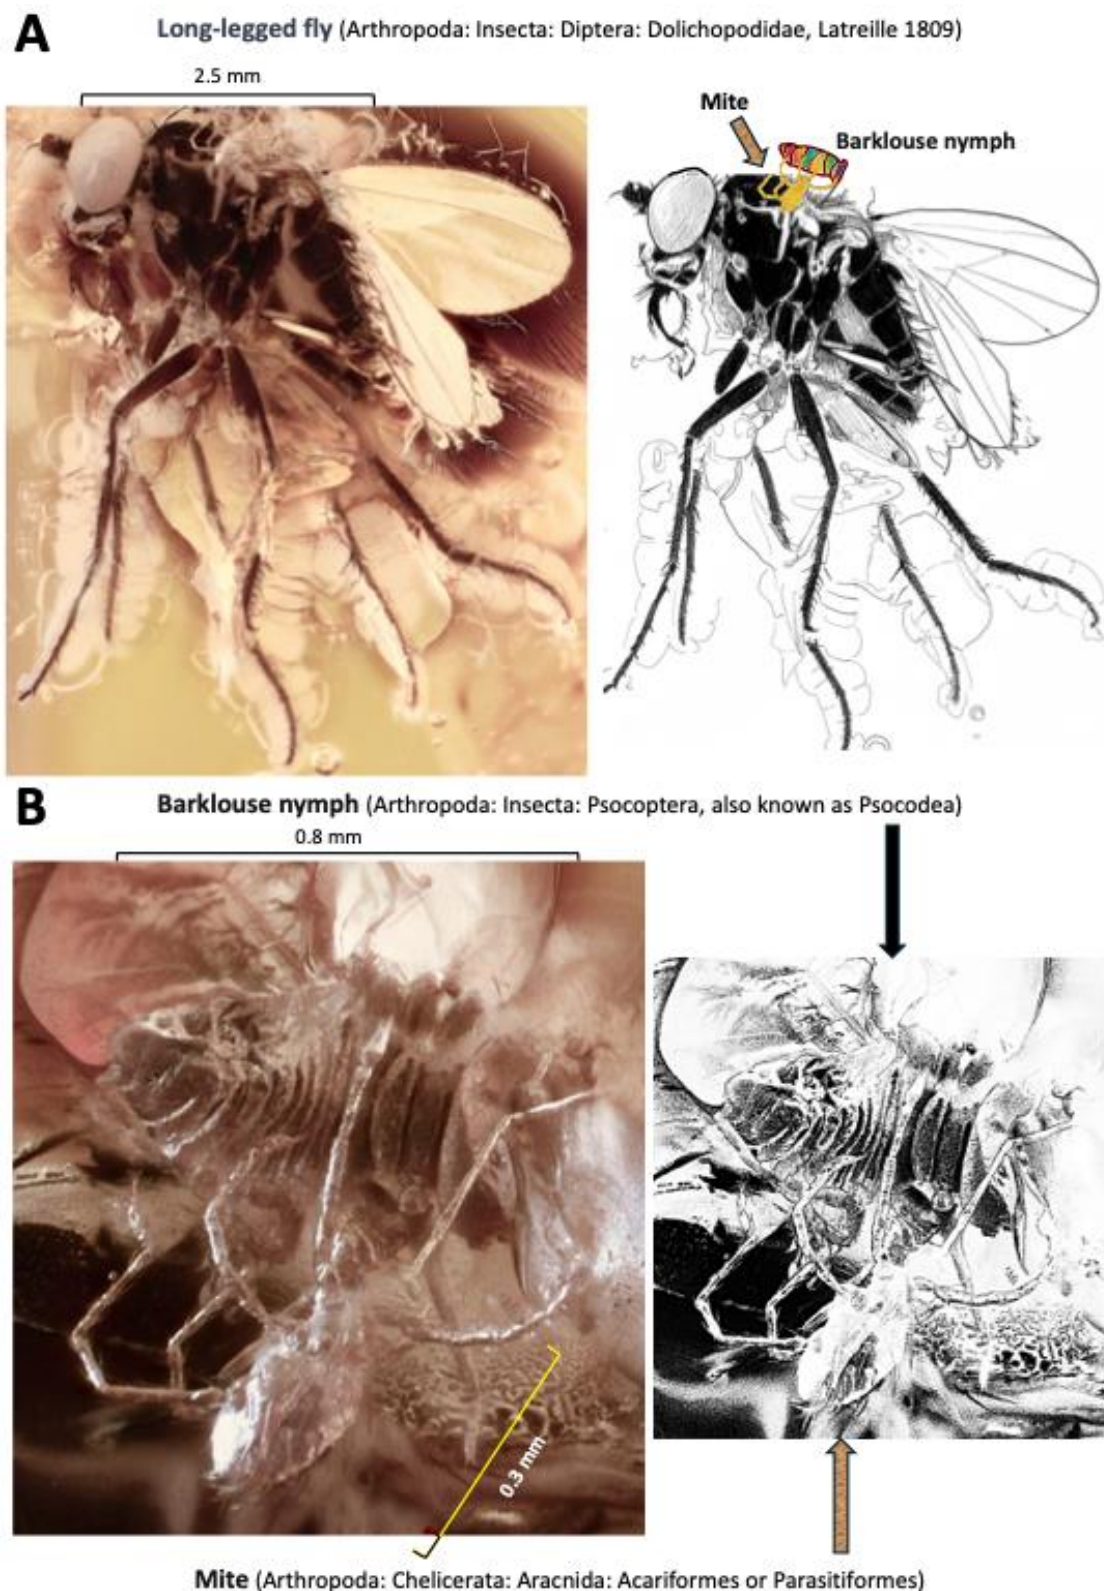 A
Long-legged fly (Arthropoda: Insecta: Diptera: Dolichopodidae, Latreille 1809)
2.5 mm
Mite
Barklouse nymph
B
Barklouse nymph (Arthropoda: Insecta: Psocoptera, also known as Psocodea)
0.8 mm
0.3 mm
Mite (Arthropoda: Chelicerata: Aracnida: Acariformes or Parasitiformes)